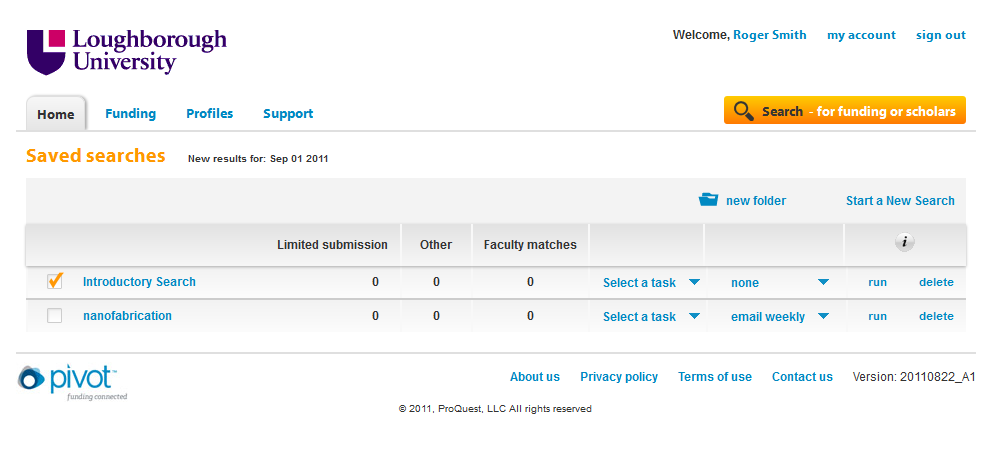 Loughborough
University
Welcome, Roger Smith my account sign out
Home Funding Profiles Support Search - for funding or scholars
Saved searches New results for: Sep 01 2011
new folder Start a New Search
Limited submission Other Faculty matches i
Introductory Search 0 0 0 Select a task none run delete
nanofabrication 0 0 0 Select a task email weekly run delete
pivot™ About us Privacy policy Terms of use Contact us Version: 20110822_A1
funding connected
© 2011, ProQuest, LLC All rights reserved